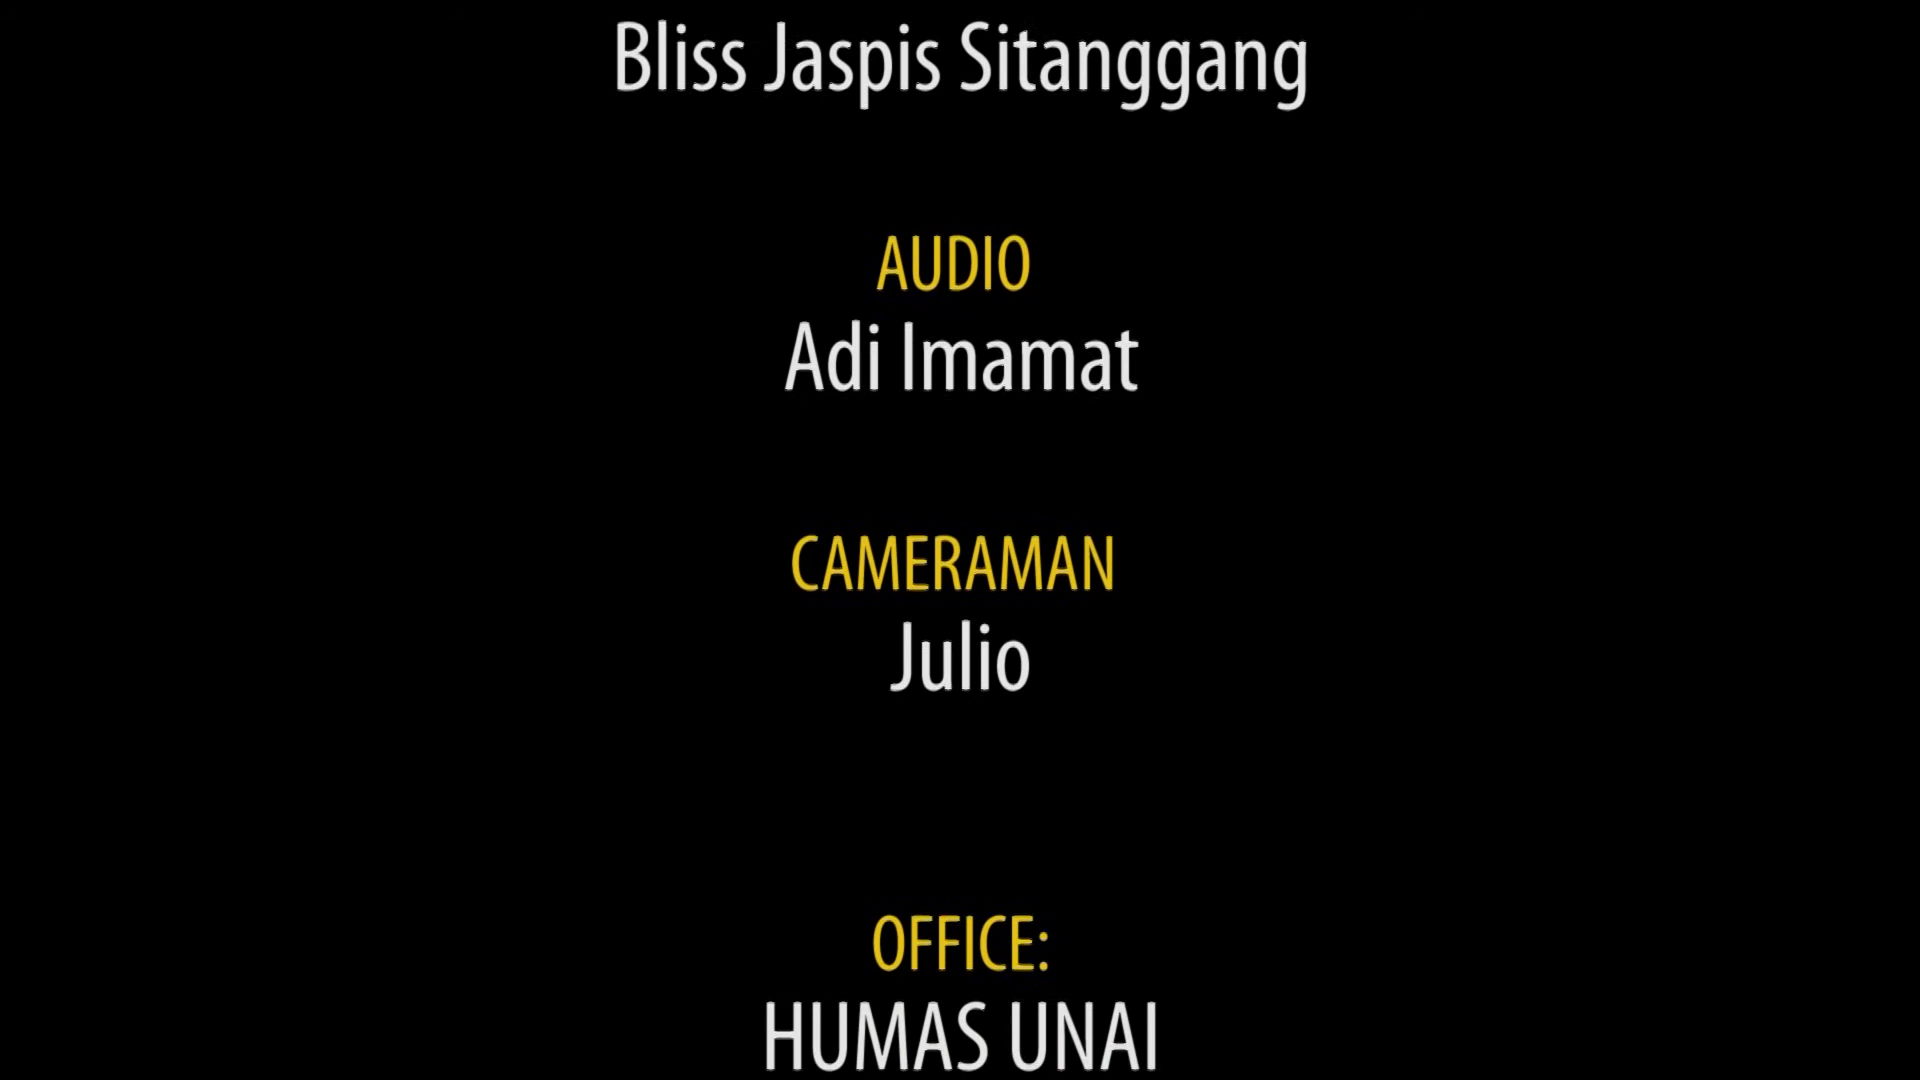 Bliss Jaspis Sitanggang
AUDIO
Adi Imamat
CAMERAMAN
Julio
OFFICE:
HUMAS UNAI